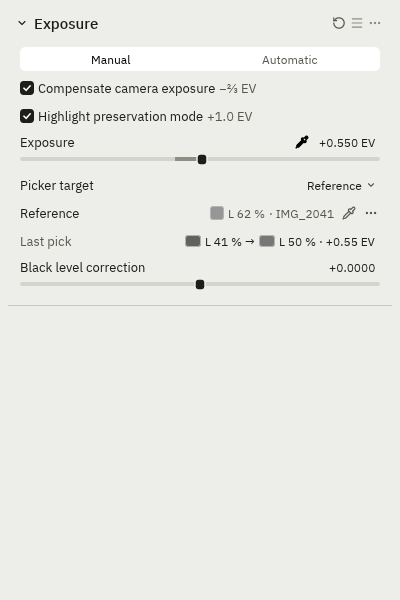 Exposure
Manual Automatic
Compensate camera exposure −⅔ EV
Highlight preservation mode +1.0 EV
Exposure +0.550 EV
Picker target Reference
Reference L 62 % · IMG_2041
Last pick L 41 % → L 50 % · +0.55 EV
Black level correction +0.0000